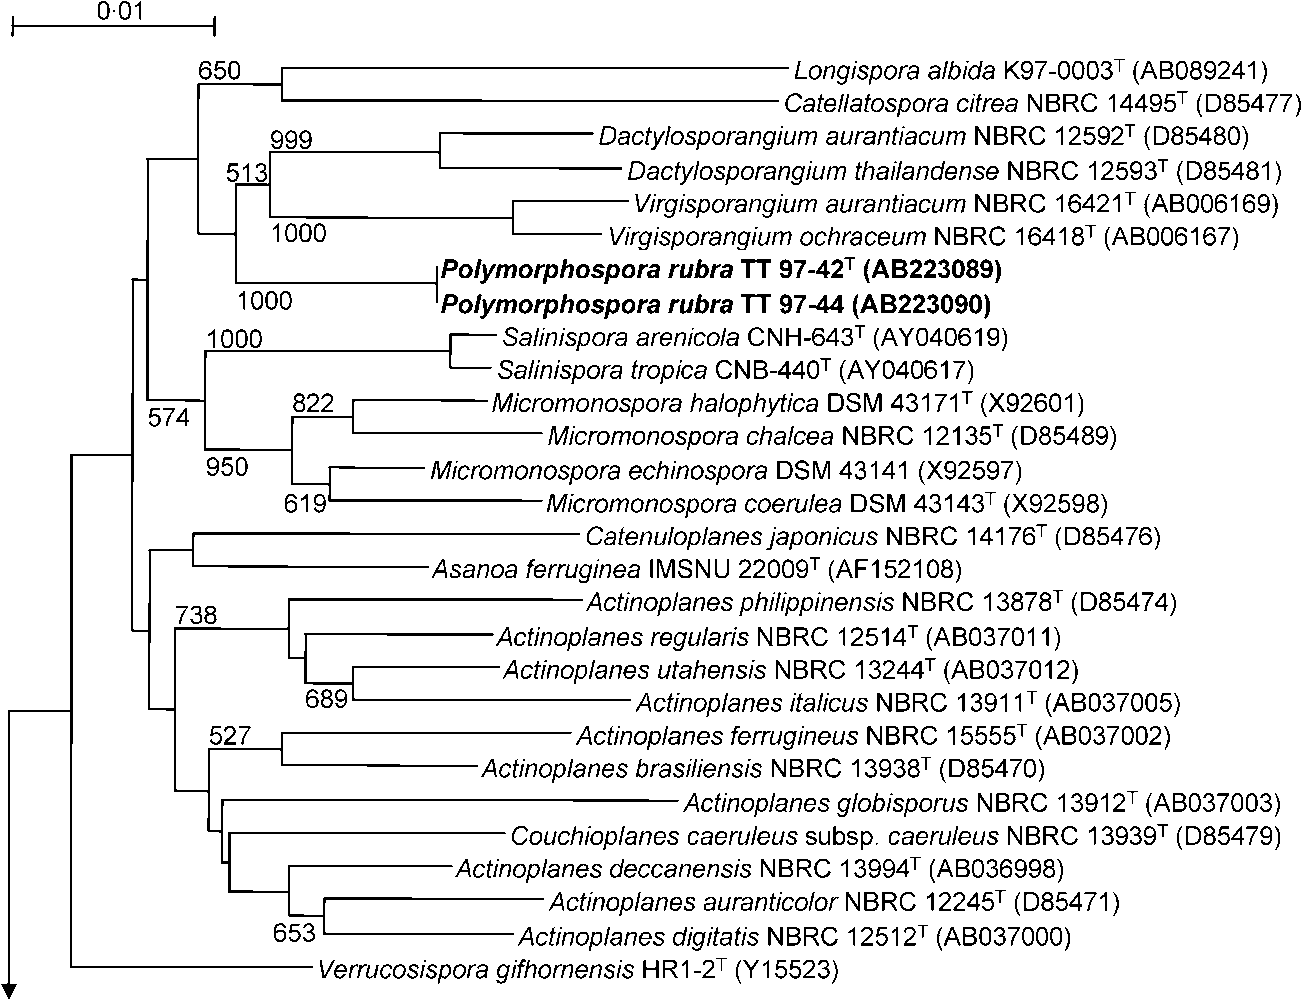 0·01
650
Longispora albida K97-0003ᵀ (AB089241)
Catellatospora citrea NBRC 14495ᵀ (D85477)
999
Dactylosporangium aurantiacum NBRC 12592ᵀ (D85480)
513
Dactylosporangium thailandense NBRC 12593ᵀ (D85481)
Virgisporangium aurantiacum NBRC 16421ᵀ (AB006169)
1000
Virgisporangium ochraceum NBRC 16418ᵀ (AB006167)
Polymorphospora rubra TT 97-42ᵀ (AB223089)
1000
Polymorphospora rubra TT 97-44 (AB223090)
1000
Salinispora arenicola CNH-643ᵀ (AY040619)
Salinispora tropica CNB-440ᵀ (AY040617)
822
Micromonospora halophytica DSM 43171ᵀ (X92601)
574
Micromonospora chalcea NBRC 12135ᵀ (D85489)
950
Micromonospora echinospora DSM 43141 (X92597)
619
Micromonospora coerulea DSM 43143ᵀ (X92598)
Catenuloplanes japonicus NBRC 14176ᵀ (D85476)
Asanoa ferruginea IMSNU 22009ᵀ (AF152108)
738
Actinoplanes philippinensis NBRC 13878ᵀ (D85474)
Actinoplanes regularis NBRC 12514ᵀ (AB037011)
Actinoplanes utahensis NBRC 13244ᵀ (AB037012)
689
Actinoplanes italicus NBRC 13911ᵀ (AB037005)
527
Actinoplanes ferrugineus NBRC 15555ᵀ (AB037002)
Actinoplanes brasiliensis NBRC 13938ᵀ (D85470)
Actinoplanes globisporus NBRC 13912ᵀ (AB037003)
Couchioplanes caeruleus subsp. caeruleus NBRC 13939ᵀ (D85479)
Actinoplanes deccanensis NBRC 13994ᵀ (AB036998)
Actinoplanes auranticolor NBRC 12245ᵀ (D85471)
653
Actinoplanes digitatis NBRC 12512ᵀ (AB037000)
Verrucosispora gifhornensis HR1-2ᵀ (Y15523)